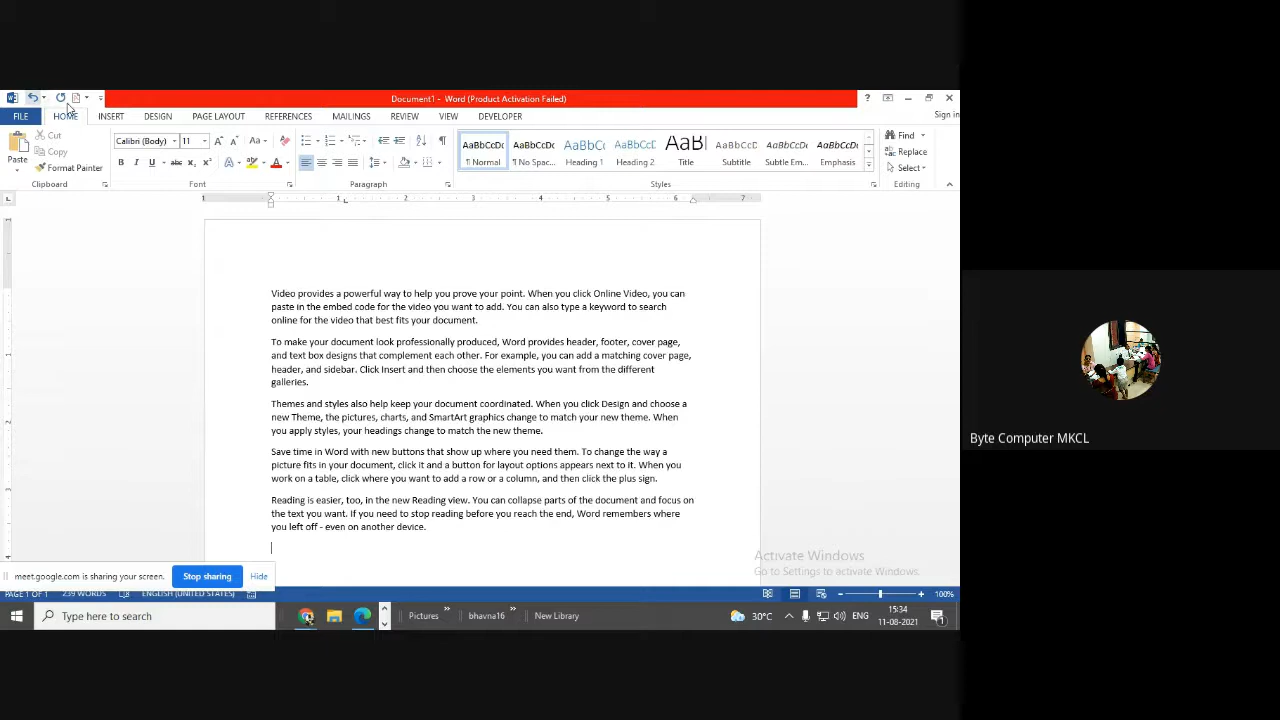 Document1 - Word (Product Activation Failed)
FILE HOME INSERT DESIGN PAGE LAYOUT REFERENCES MAILINGS REVIEW VIEW DEVELOPER Sign in
Paste
Cut
Copy
Format Painter
Clipboard
Calibri (Body) 11
Font
Paragraph
AaBbCcDc AaBbCcDc AaBbCc AaBbCcD AaBl AaBbCcD AaBbCcDc AaBbCcDc
¶ Normal ¶ No Spac... Heading 1 Heading 2 Title Subtitle Subtle Em... Emphasis
Styles
Find
Replace
Select
Editing
1 1 2 3 4 5 6 7
Video provides a powerful way to help you prove your point. When you click Online Video, you can
paste in the embed code for the video you want to add. You can also type a keyword to search
online for the video that best fits your document.
To make your document look professionally produced, Word provides header, footer, cover page,
and text box designs that complement each other. For example, you can add a matching cover page,
header, and sidebar. Click Insert and then choose the elements you want from the different
galleries.
Themes and styles also help keep your document coordinated. When you click Design and choose a
new Theme, the pictures, charts, and SmartArt graphics change to match your new theme. When
you apply styles, your headings change to match the new theme.
Save time in Word with new buttons that show up where you need them. To change the way a
picture fits in your document, click it and a button for layout options appears next to it. When you
work on a table, click where you want to add a row or a column, and then click the plus sign.
Reading is easier, too, in the new Reading view. You can collapse parts of the document and focus on
the text you want. If you need to stop reading before you reach the end, Word remembers where
you left off - even on another device.
Activate Windows
Go to Settings to activate Windows.
meet.google.com is sharing your screen. Stop sharing Hide
PAGE 1 OF 1 239 WORDS ENGLISH (UNITED STATES) 100%
Type here to search
Pictures bhavna16 New Library
30°C ENG
15:34
11-08-2021
Byte Computer MKCL